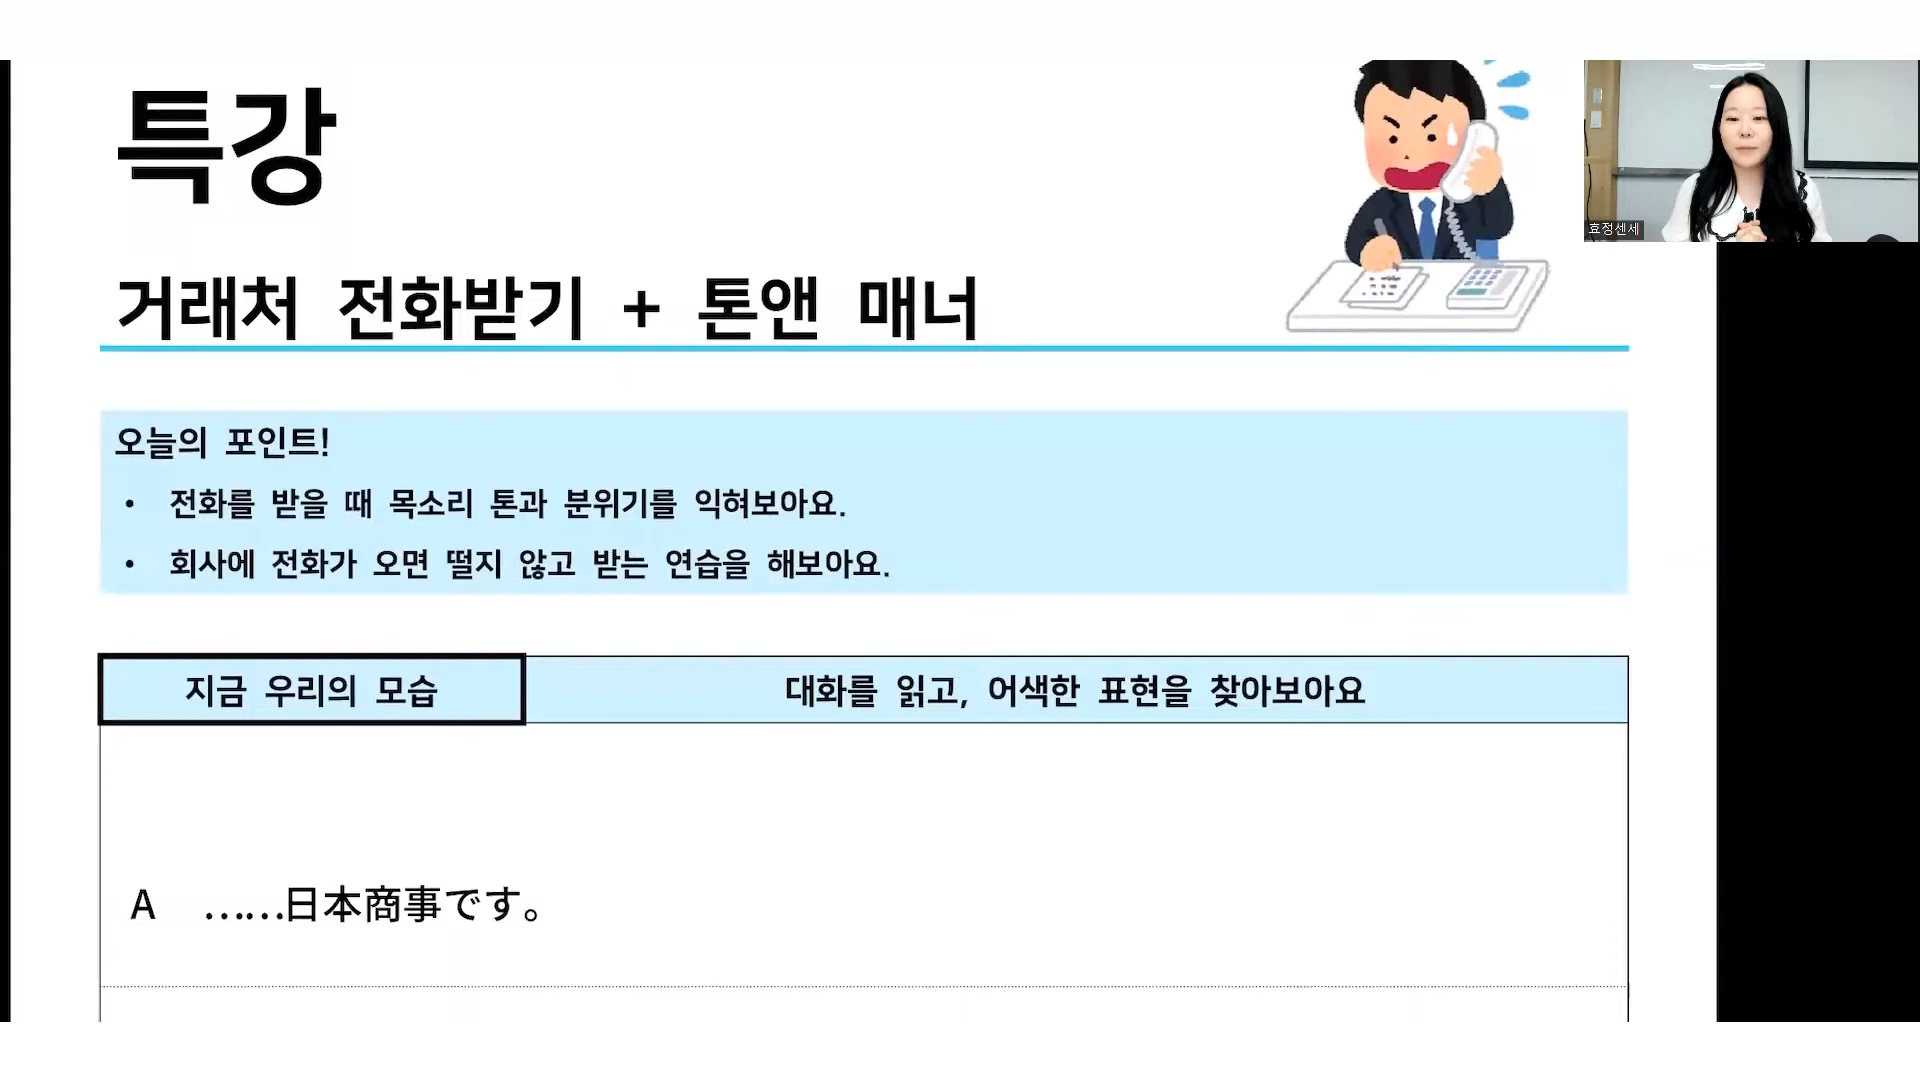 특강
효정센세
거래처 전화받기 + 톤앤 매너
오늘의 포인트!
• 전화를 받을 때 목소리 톤과 분위기를 익혀보아요.
• 회사에 전화가 오면 떨지 않고 받는 연습을 해보아요.
지금 우리의 모습 대화를 읽고, 어색한 표현을 찾아보아요
A ……日本商事です。